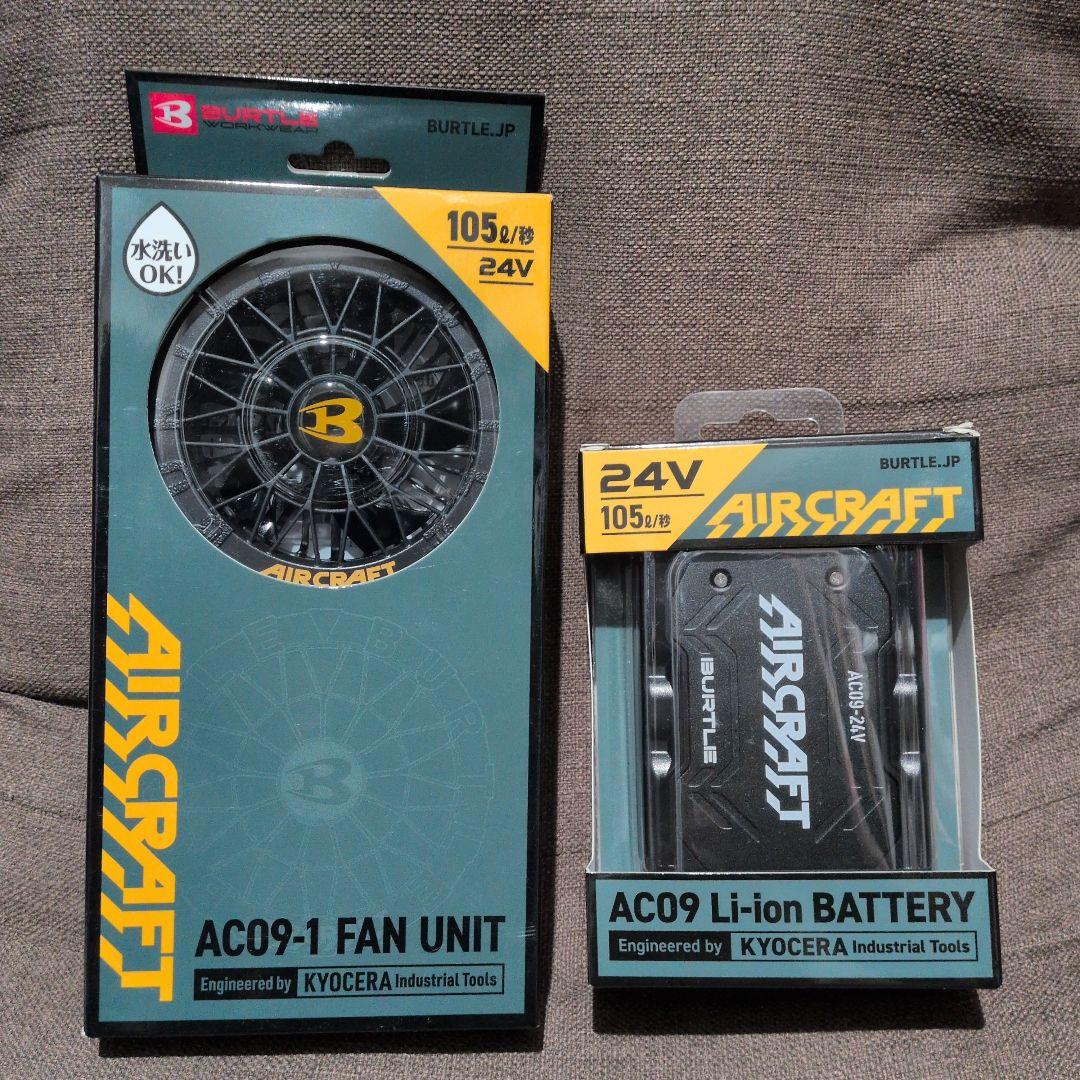 BURTLE
WORKWEAR
BURTLE.JP
水洗い
OK!
105ℓ/秒
24V
B
AIRCRAFT
AIRCRAFT
B
AC09-1 FAN UNIT
Engineered by KYOCERA Industrial Tools
24V
105ℓ/秒
BURTLE.JP
AIRCRAFT
AIRCRAFT
BURTLE
AC09-24V
AC09 Li-ion BATTERY
Engineered by KYOCERA Industrial Tools